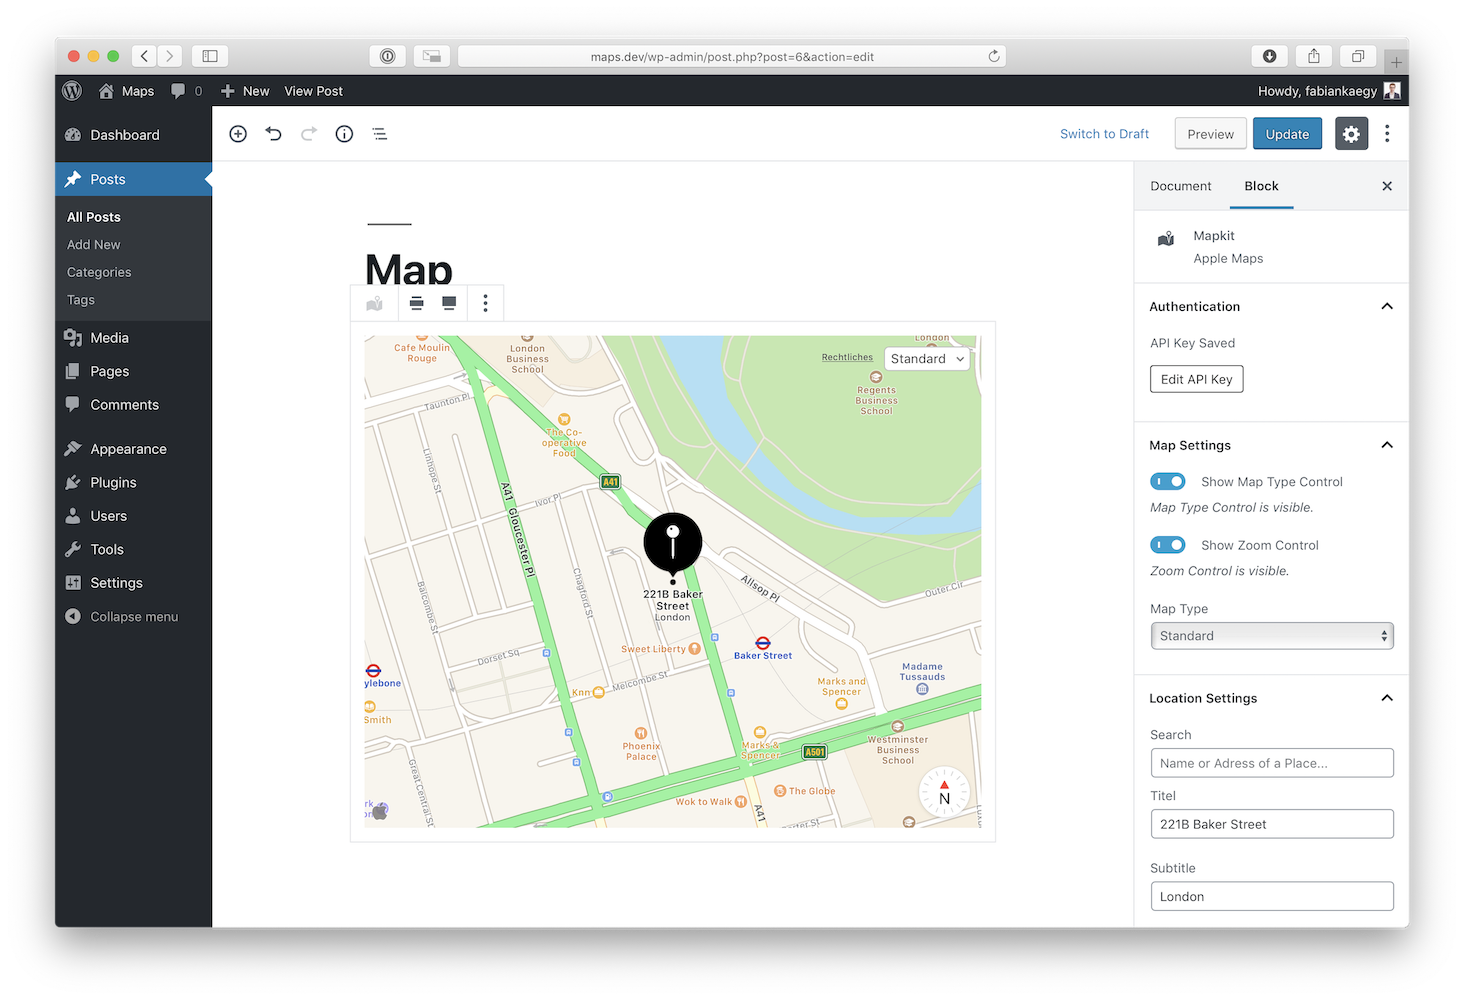 maps.dev/wp-admin/post.php?post=6&action=edit
Maps
0
New
View Post
Howdy, fabiankaegy
Dashboard
Posts
All Posts
Add New
Categories
Tags
Media
Pages
Comments
Appearance
Plugins
Users
Tools
Settings
Collapse menu
Switch to Draft
Preview
Update
Map
Cafe Moulin
Rouge
London
Business
School
London
Rechtliches
Standard
Regents
Business
School
Taunton Pl
The Co-
operative
Food
Linhope St
A41
Ivor Pl
A41 Gloucester Pl
Chagford St
Balcombe St
Allsop Pl
Outer Cir
221B Baker
Street
London
Sweet Liberty
Baker Street
Dorset Sq
Madame
Tussauds
ylebone
Marks and
Spencer
Knn
Melcombe St
Smith
Phoenix
Palace
Marks &
Spencer
A501
Westminster
Business
School
Great Central St
The Globe
Wok to Walk
A41
N
rk
Document
Block
Mapkit
Apple Maps
Authentication
API Key Saved
Edit API Key
Map Settings
Show Map Type Control
Map Type Control is visible.
Show Zoom Control
Zoom Control is visible.
Map Type
Standard
Location Settings
Search
Name or Adress of a Place...
Titel
221B Baker Street
Subtitle
London